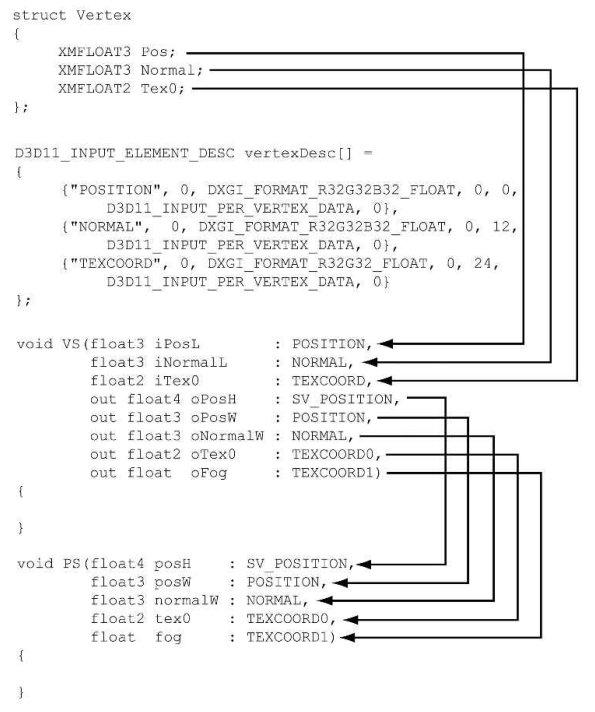 struct Vertex
{
XMFLOAT3 Pos;
XMFLOAT3 Normal;
XMFLOAT2 Tex0;
};
D3D11_INPUT_ELEMENT_DESC vertexDesc[] =
{
{"POSITION", 0, DXGI_FORMAT_R32G32B32_FLOAT, 0, 0,
D3D11_INPUT_PER_VERTEX_DATA, 0},
{"NORMAL", 0, DXGI_FORMAT_R32G32B32_FLOAT, 0, 12,
D3D11_INPUT_PER_VERTEX_DATA, 0},
{"TEXCOORD", 0, DXGI_FORMAT_R32G32_FLOAT, 0, 24,
D3D11_INPUT_PER_VERTEX_DATA, 0}
};
void VS(float3 iPosL : POSITION,
float3 iNormalL : NORMAL,
float2 iTex0 : TEXCOORD,
out float4 oPosH : SV_POSITION,
out float3 oPosW : POSITION,
out float3 oNormalW : NORMAL,
out float2 oTex0 : TEXCOORD0,
out float oFog : TEXCOORD1)
{
}
void PS(float4 posH : SV_POSITION,
float3 posW : POSITION,
float3 normalW : NORMAL,
float2 tex0 : TEXCOORD0,
float fog : TEXCOORD1)
{
}